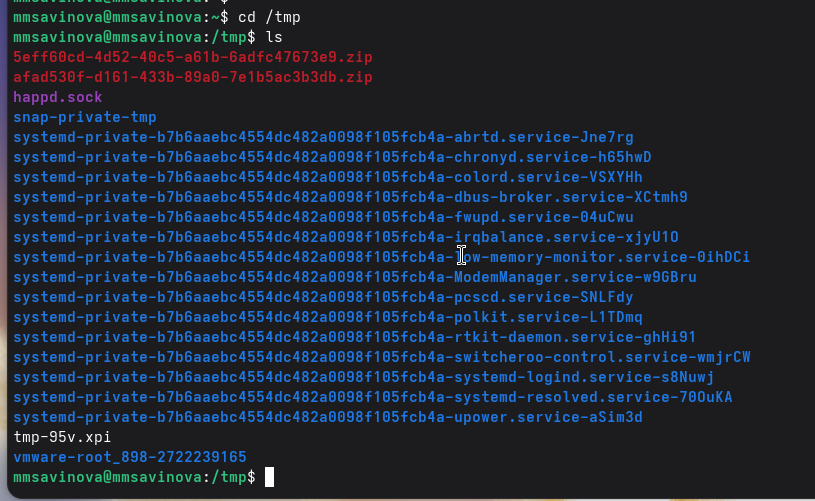 mmsavinova@mmsavinova:~$ cd /tmp
mmsavinova@mmsavinova:/tmp$ ls
5eff60cd-4d52-40c5-a61b-6adfc47673e9.zip
afad530f-d161-433b-89a0-7e1b5ac3b3db.zip
happd.sock
snap-private-tmp
systemd-private-b7b6aaebc4554dc482a0098f105fcb4a-abrtd.service-Jne7rg
systemd-private-b7b6aaebc4554dc482a0098f105fcb4a-chronyd.service-h65hwD
systemd-private-b7b6aaebc4554dc482a0098f105fcb4a-colord.service-VSXYHh
systemd-private-b7b6aaebc4554dc482a0098f105fcb4a-dbus-broker.service-XCtmh9
systemd-private-b7b6aaebc4554dc482a0098f105fcb4a-fwupd.service-04uCwu
systemd-private-b7b6aaebc4554dc482a0098f105fcb4a-irqbalance.service-xjyU1O
systemd-private-b7b6aaebc4554dc482a0098f105fcb4a-low-memory-monitor.service-0ihDCi
systemd-private-b7b6aaebc4554dc482a0098f105fcb4a-ModemManager.service-w9GBru
systemd-private-b7b6aaebc4554dc482a0098f105fcb4a-pcscd.service-SNLFdy
systemd-private-b7b6aaebc4554dc482a0098f105fcb4a-polkit.service-L1TDmq
systemd-private-b7b6aaebc4554dc482a0098f105fcb4a-rtkit-daemon.service-ghHi91
systemd-private-b7b6aaebc4554dc482a0098f105fcb4a-switcheroo-control.service-wmjrCW
systemd-private-b7b6aaebc4554dc482a0098f105fcb4a-systemd-logind.service-s8Nuwj
systemd-private-b7b6aaebc4554dc482a0098f105fcb4a-systemd-resolved.service-70OuKA
systemd-private-b7b6aaebc4554dc482a0098f105fcb4a-upower.service-aSim3d
tmp-95v.xpi
vmware-root_898-2722239165
mmsavinova@mmsavinova:/tmp$